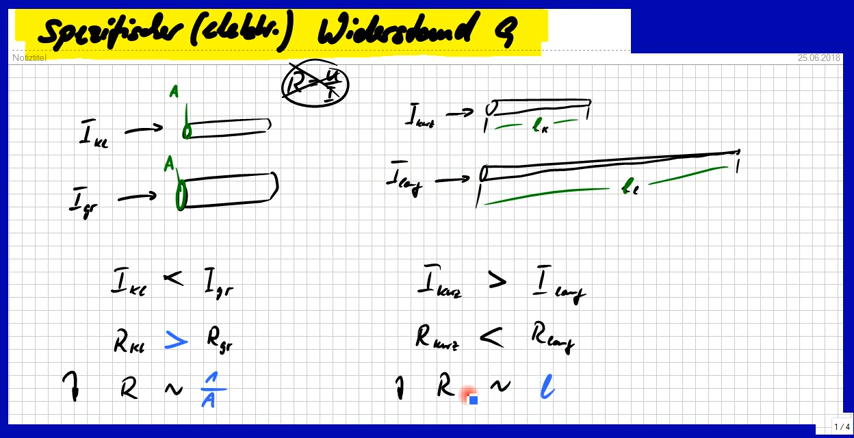 Spezifischer (elektr.) Widerstand ϱ
Notiztitel
25.06.2018
R = U/I
A
I_kl →
A
I_gr →
I_kurz →
l_k
I_lang →
l_l
I_kl < I_gr
R_kl > R_gr
R ~ 1/A
I_kurz > I_lang
R_kurz < R_lang
R ~ l
1 / 4